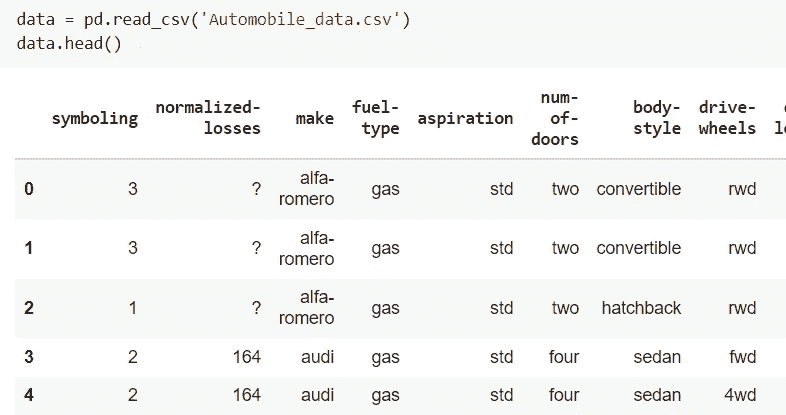 data = pd.read_csv('Automobile_data.csv')
data.head()
symboling normalized-losses make fuel-type aspiration num-of-doors body-style drive-wheels
0 3 ? alfa-romero gas std two convertible rwd
1 3 ? alfa-romero gas std two convertible rwd
2 1 ? alfa-romero gas std two hatchback rwd
3 2 164 audi gas std four sedan fwd
4 2 164 audi gas std four sedan 4wd